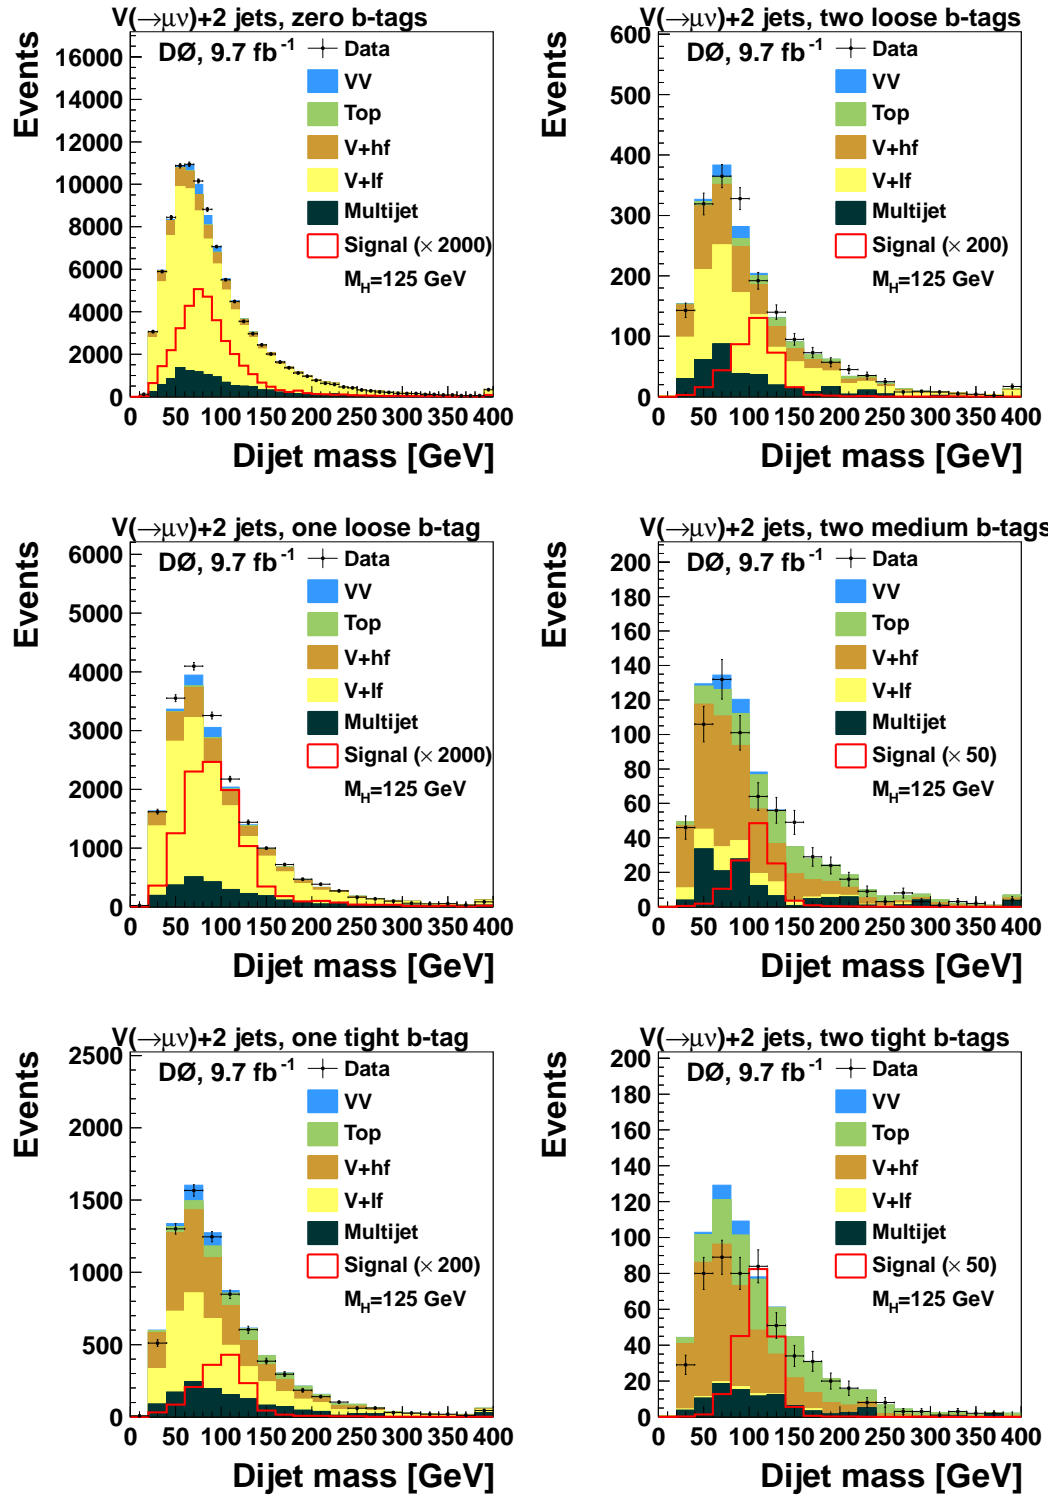 V(→μν)+2 jets, zero b-tags
Events
DØ, 9.7 fb⁻¹
Data
VV
Top
V+hf
V+lf
Multijet
Signal (× 2000)
M_H=125 GeV
16000
14000
12000
10000
8000
6000
4000
2000
0
0 50 100 150 200 250 300 350 400
Dijet mass [GeV]
V(→μν)+2 jets, two loose b-tags
Events
DØ, 9.7 fb⁻¹
Data
VV
Top
V+hf
V+lf
Multijet
Signal (× 200)
M_H=125 GeV
600
500
400
300
200
100
0
0 50 100 150 200 250 300 350 400
Dijet mass [GeV]
V(→μν)+2 jets, one loose b-tag
Events
DØ, 9.7 fb⁻¹
Data
VV
Top
V+hf
V+lf
Multijet
Signal (× 2000)
M_H=125 GeV
6000
5000
4000
3000
2000
1000
0
0 50 100 150 200 250 300 350 400
Dijet mass [GeV]
V(→μν)+2 jets, two medium b-tags
Events
DØ, 9.7 fb⁻¹
Data
VV
Top
V+hf
V+lf
Multijet
Signal (× 50)
M_H=125 GeV
200
180
160
140
120
100
80
60
40
20
0
0 50 100 150 200 250 300 350 400
Dijet mass [GeV]
V(→μν)+2 jets, one tight b-tag
Events
DØ, 9.7 fb⁻¹
Data
VV
Top
V+hf
V+lf
Multijet
Signal (× 200)
M_H=125 GeV
2500
2000
1500
1000
500
0
0 50 100 150 200 250 300 350 400
Dijet mass [GeV]
V(→μν)+2 jets, two tight b-tags
Events
DØ, 9.7 fb⁻¹
Data
VV
Top
V+hf
V+lf
Multijet
Signal (× 50)
M_H=125 GeV
200
180
160
140
120
100
80
60
40
20
0
0 50 100 150 200 250 300 350 400
Dijet mass [GeV]